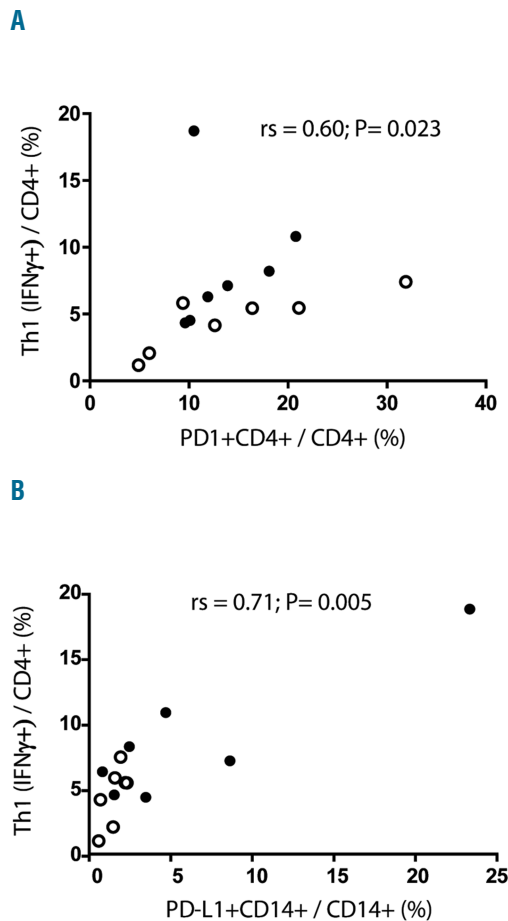 A
20
15
10
5
0
Th1 (IFNγ+) / CD4+ (%)
rs = 0.60; P= 0.023
0 10 20 30 40
PD1+CD4+ / CD4+ (%)
B
20
15
10
5
0
Th1 (IFNγ+) / CD4+ (%)
rs = 0.71; P= 0.005
0 5 10 15 20 25
PD-L1+CD14+ / CD14+ (%)